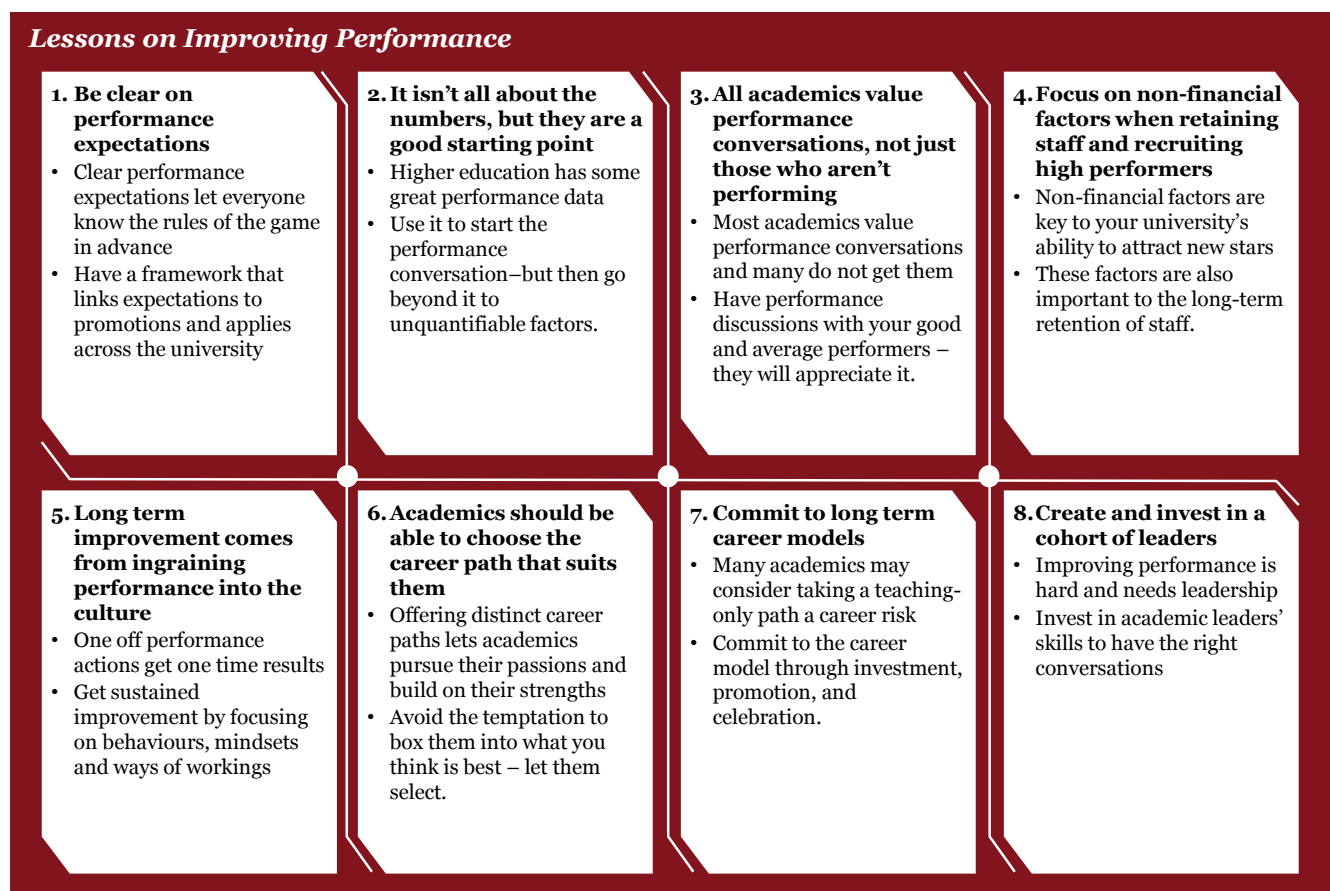 Lessons on Improving Performance
1. Be clear on
performance
expectations
• Clear performance
expectations let everyone
know the rules of the game
in advance
• Have a framework that
links expectations to
promotions and applies
across the university
2. It isn’t all about the
numbers, but they are a
good starting point
• Higher education has some
great performance data
• Use it to start the
performance
conversation–but then go
beyond it to
unquantifiable factors.
3. All academics value
performance
conversations, not just
those who aren’t
performing
• Most academics value
performance conversations
and many do not get them
• Have performance
discussions with your good
and average performers –
they will appreciate it.
4. Focus on non-financial
factors when retaining
staff and recruiting
high performers
• Non-financial factors are
key to your university’s
ability to attract new stars
• These factors are also
important to the long-term
retention of staff.
5. Long term
improvement comes
from ingraining
performance into the
culture
• One off performance
actions get one time results
• Get sustained
improvement by focusing
on behaviours, mindsets
and ways of workings
6. Academics should be
able to choose the
career path that suits
them
• Offering distinct career
paths lets academics
pursue their passions and
build on their strengths
• Avoid the temptation to
box them into what you
think is best – let them
select.
7. Commit to long term
career models
• Many academics may
consider taking a teaching-
only path a career risk
• Commit to the career
model through investment,
promotion, and
celebration.
8. Create and invest in a
cohort of leaders
• Improving performance is
hard and needs leadership
• Invest in academic leaders’
skills to have the right
conversations